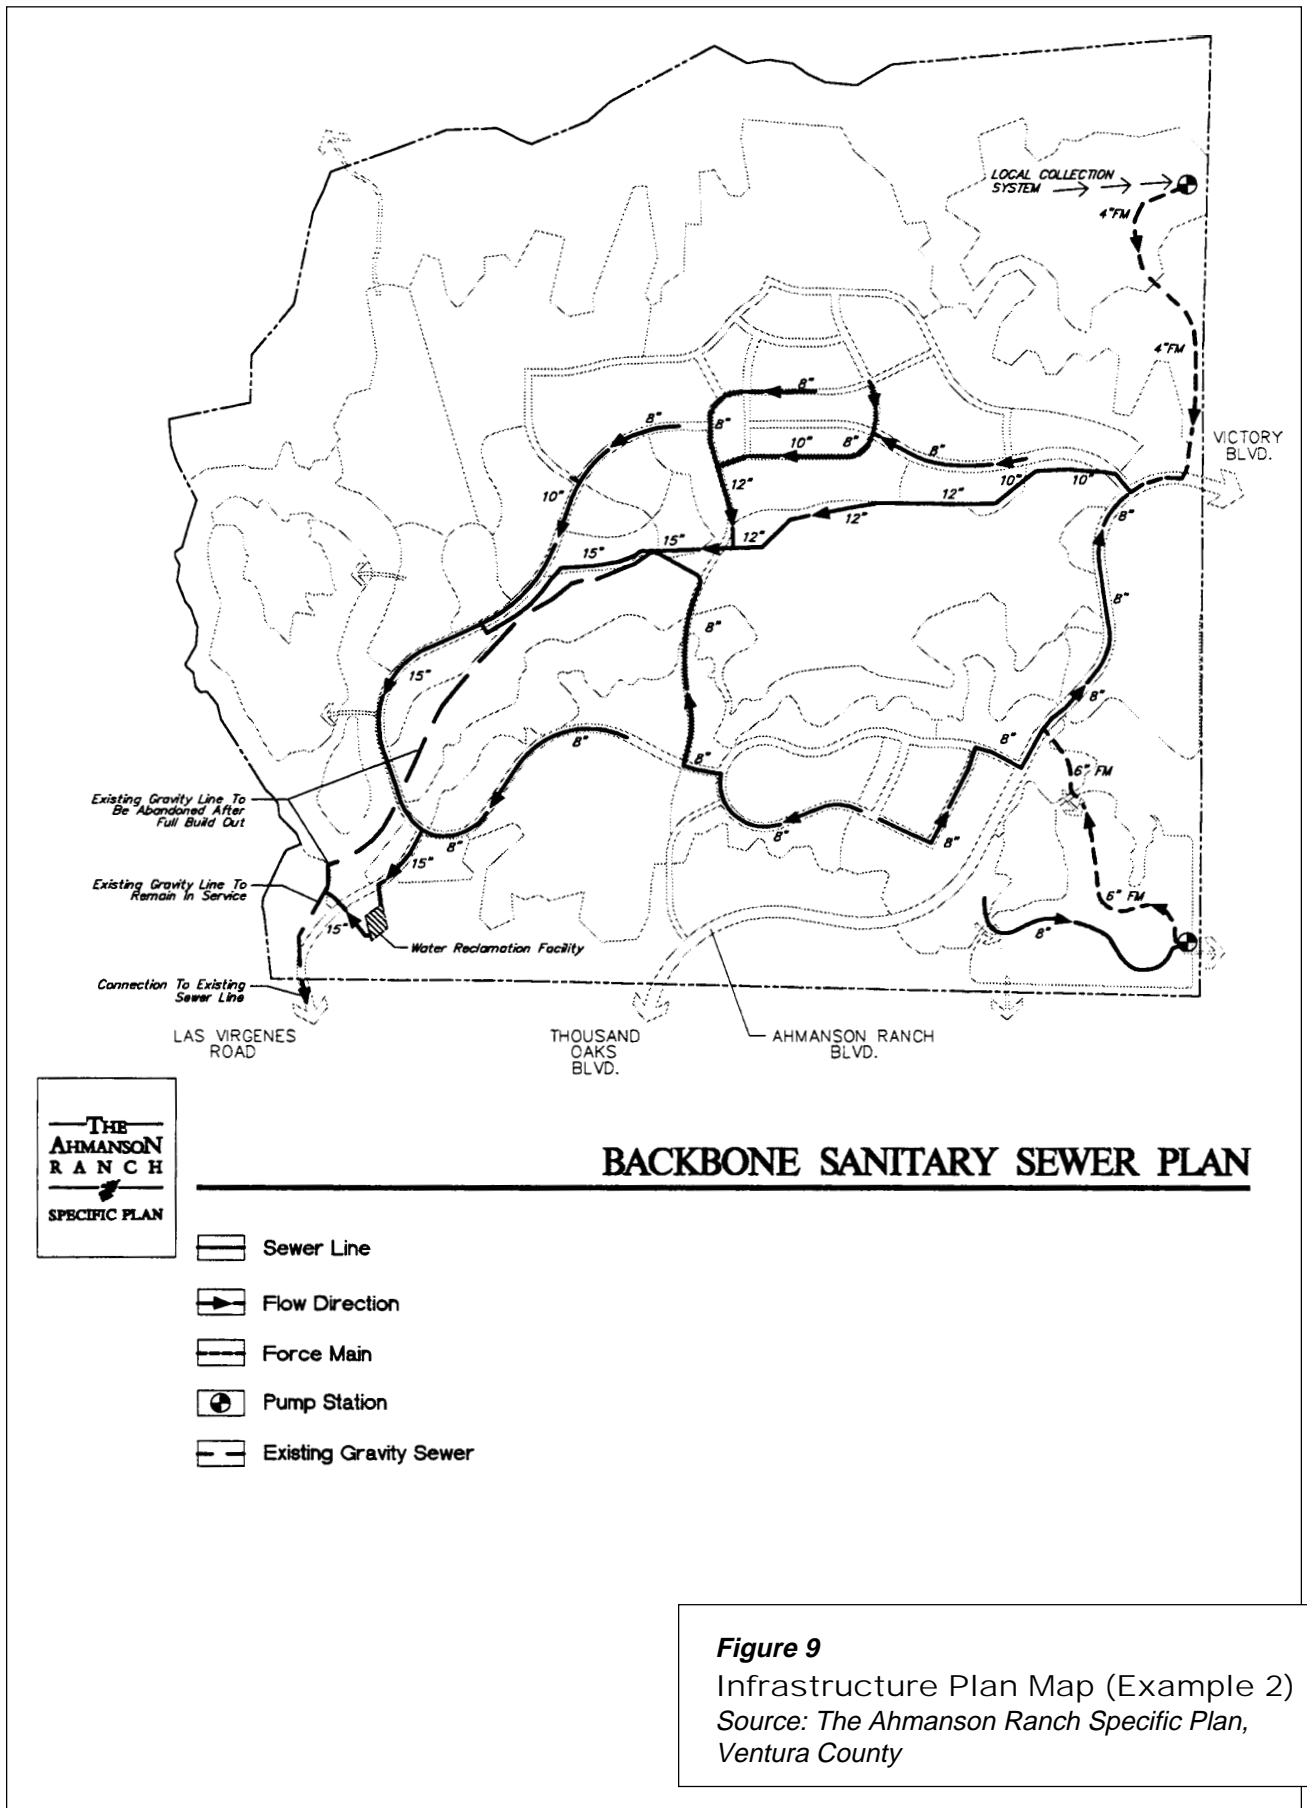 LOCAL COLLECTION
SYSTEM
4"FM
4"FM
VICTORY
BLVD.
8"
8"
8"
10"
8"
8"
12"
10"
10"
10"
12"
12"
12"
15"
15"
8"
8"
8"
15"
8"
8"
8"
8"
8"
8"
6" FM
6" FM
8"
8"
15"
15"
Existing Gravity Line To
Be Abandoned After
Full Build Out
Existing Gravity Line To
Remain In Service
Water Reclamation Facility
Connection To Existing
Sewer Line
LAS VIRGENES
ROAD
THOUSAND
OAKS
BLVD.
AHMANSON RANCH
BLVD.
THE
AHMANSON
RANCH
SPECIFIC PLAN
BACKBONE SANITARY SEWER PLAN
Sewer Line
Flow Direction
Force Main
Pump Station
Existing Gravity Sewer
Figure 9
Infrastructure Plan Map (Example 2)
Source: The Ahmanson Ranch Specific Plan,
Ventura County